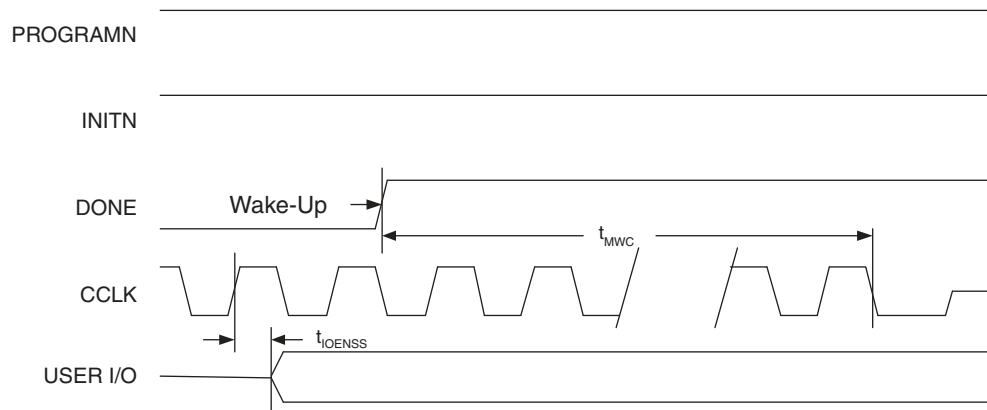 PROGRAMN
INITN
DONE
Wake-Up
tMWC
CCLK
tIOENSS
USER I/O